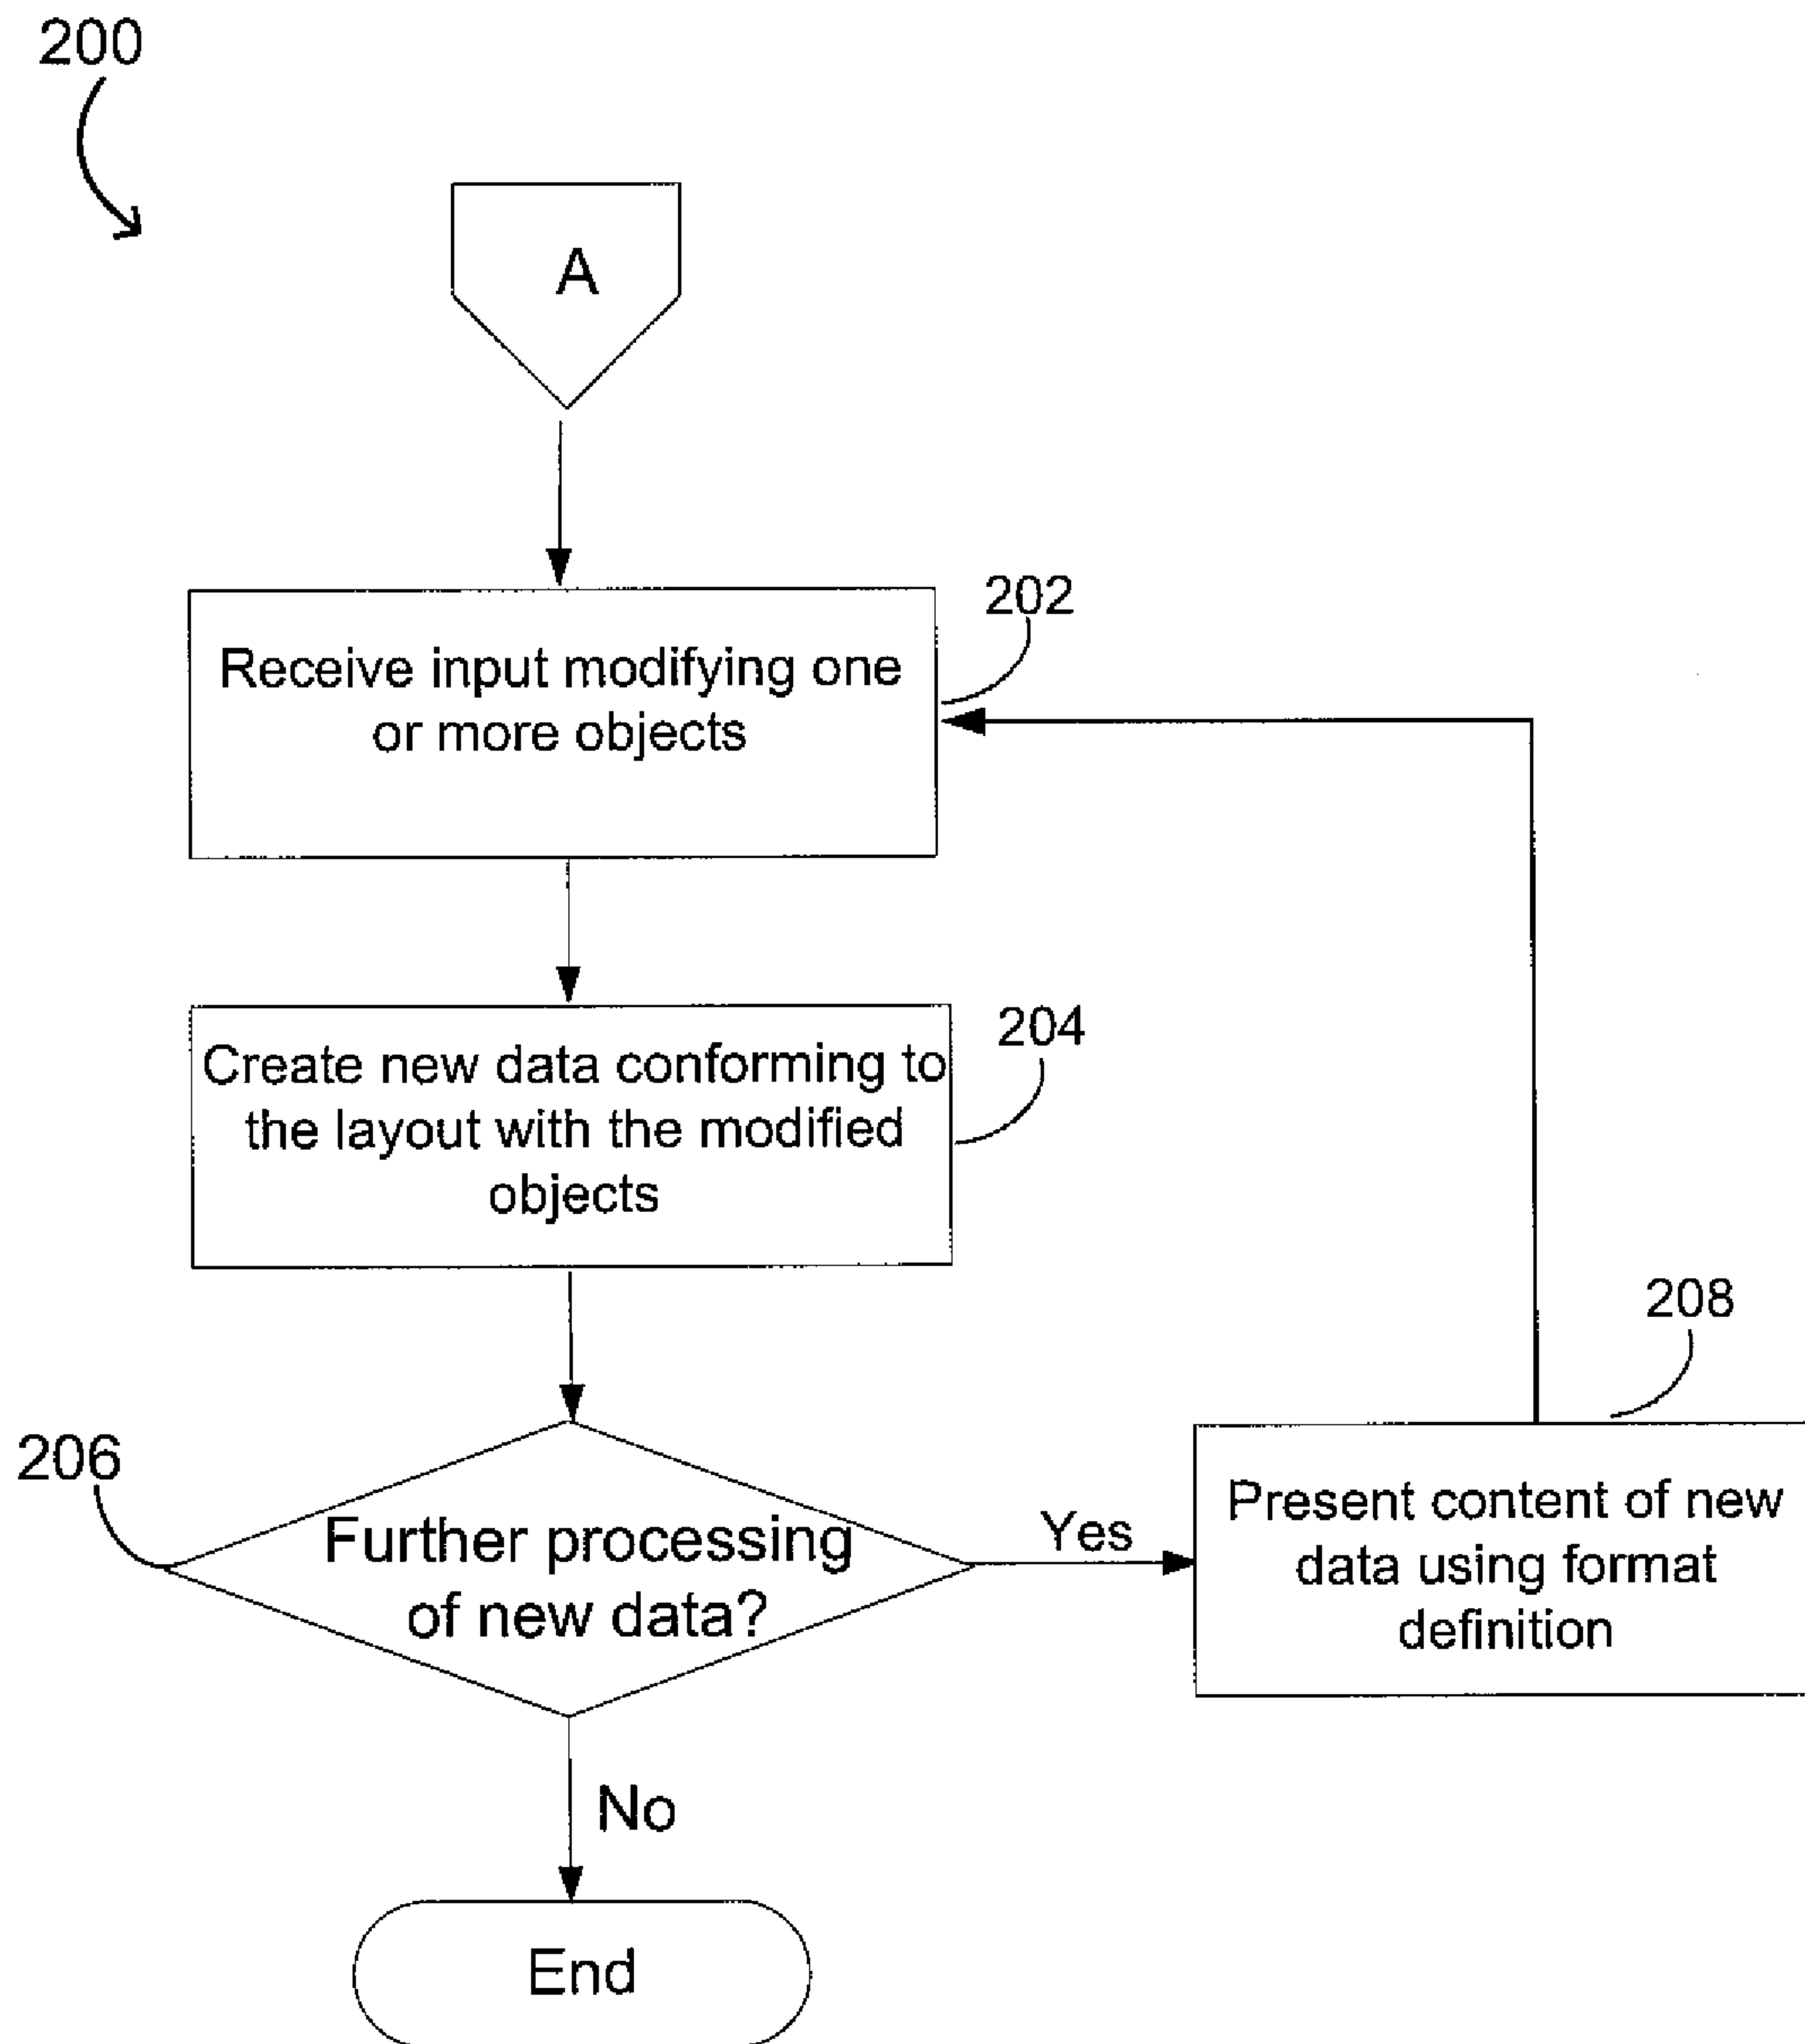 200
A
202
Receive input modifying one
or more objects
204
Create new data conforming to
the layout with the modified
objects
208
206
Further processing
of new data?
Yes
Present content of new
data using format
definition
No
End